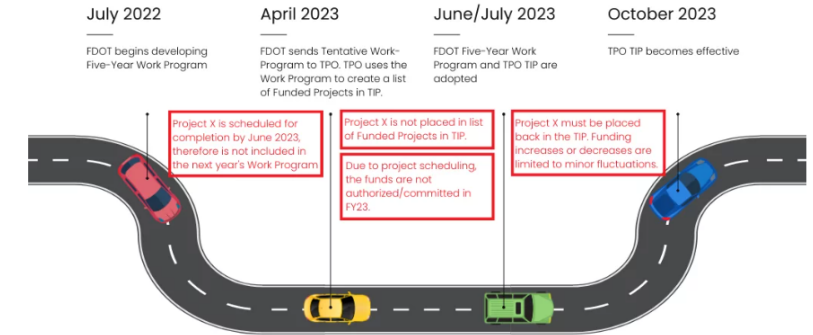 July 2022
FDOT begins developing
Five-Year Work Program
April 2023
FDOT sends Tentative Work-
Program to TPO. TPO uses the
Work Program to create a list
of Funded Projects in TIP.
June/July 2023
FDOT Five-Year Work
Program and TPO TIP are
adopted
October 2023
TPO TIP becomes effective
Project X is scheduled for
completion by June 2023,
therefore is not included in
the next year's Work Program
Project X is not placed in list
of Funded Projects in TIP.
Due to project scheduling,
the funds are not
authorized/committed in
FY23.
Project X must be placed
back in the TIP. Funding
increases or decreases are
limited to minor fluctuations.